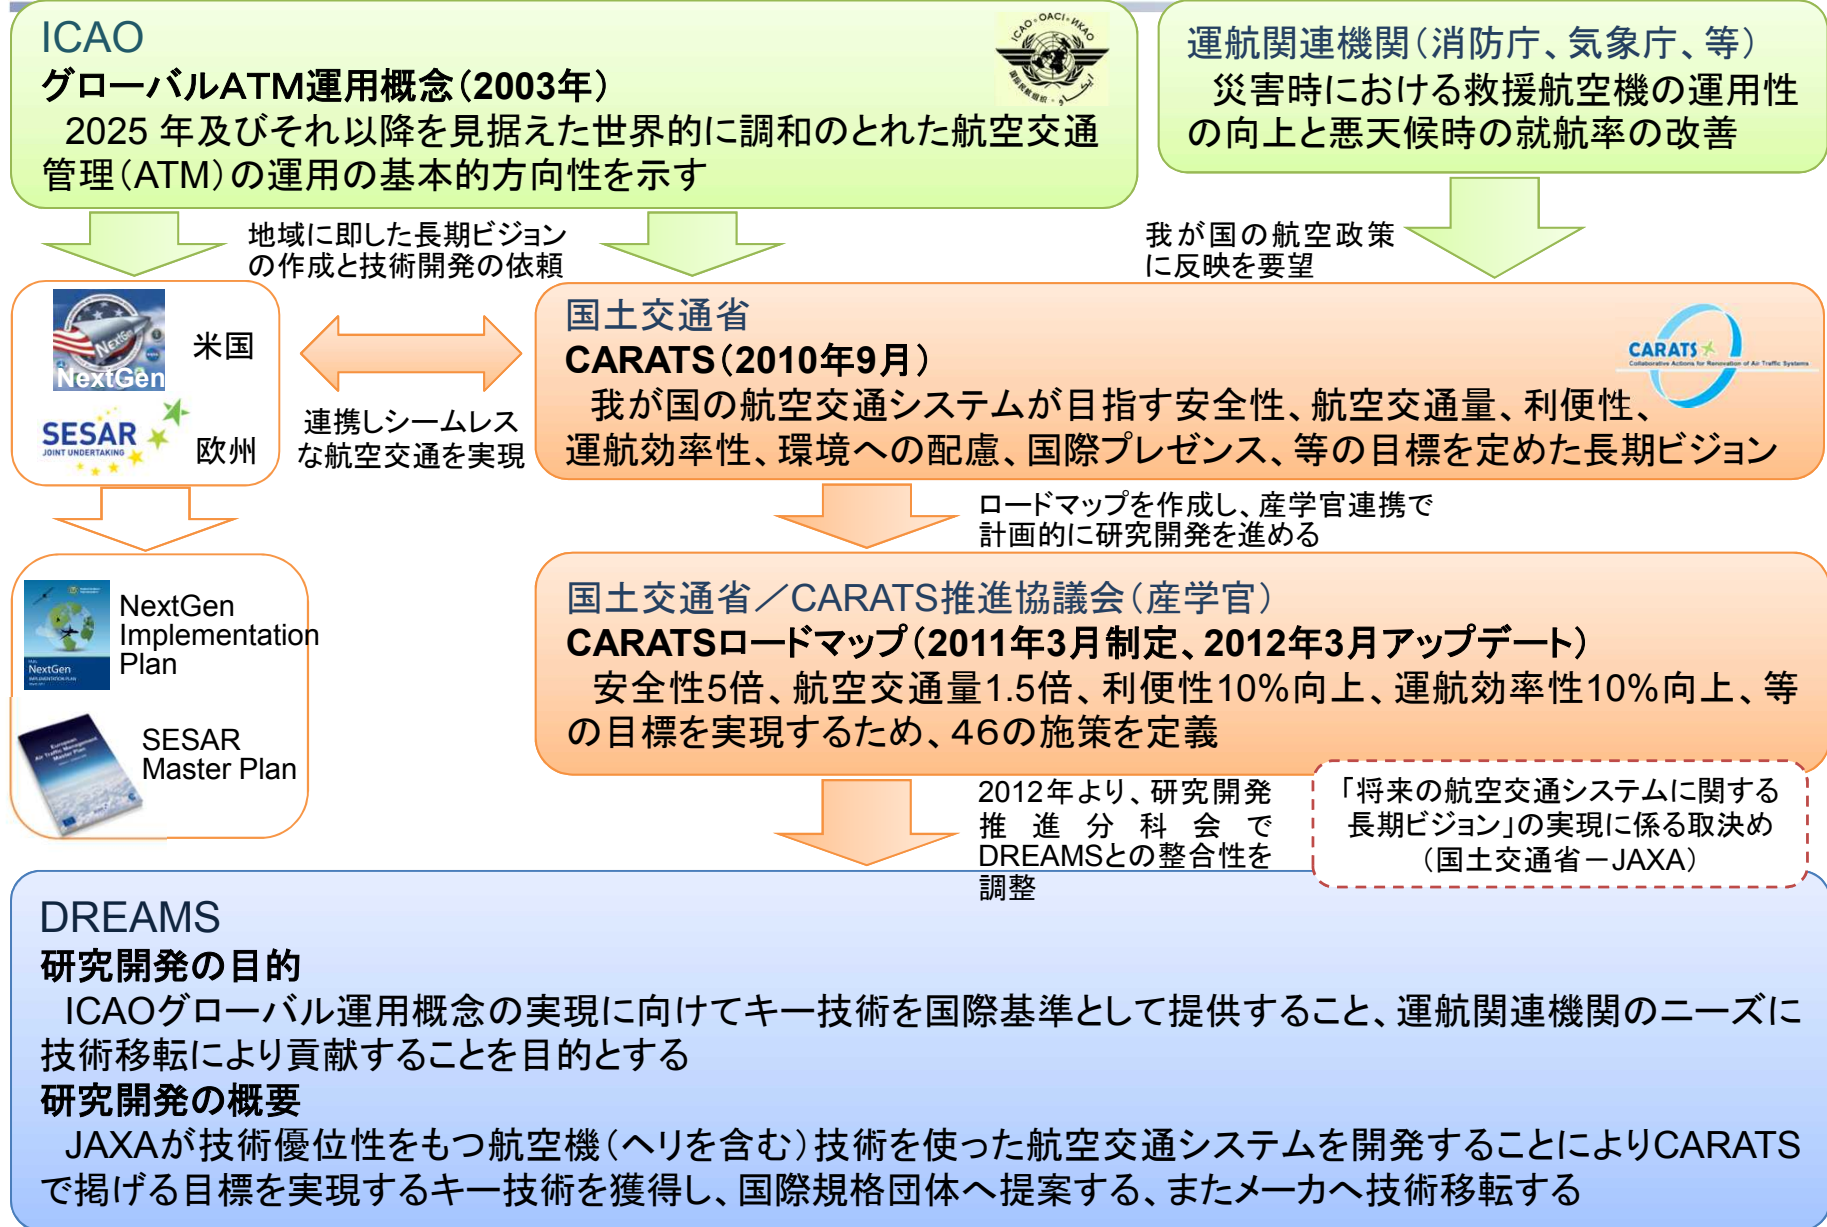 ICAO
グローバルATM運用概念（2003年）
2025 年及びそれ以降を見据えた世界的に調和のとれた航空交通
管理（ATM）の運用の基本的方向性を示す
ICAO・OACI・ИКАО
運航関連機関（消防庁、気象庁、等）
災害時における救援航空機の運用性
の向上と悪天候時の就航率の改善
地域に即した長期ビジョン
の作成と技術開発の依頼
我が国の航空政策
に反映を要望
NextGen
NextGen
米国
SESAR
JOINT UNDERTAKING
欧州
連携しシームレス
な航空交通を実現
国土交通省
CARATS（2010年9月）
我が国の航空交通システムが目指す安全性、航空交通量、利便性、
運航効率性、環境への配慮、国際プレゼンス、等の目標を定めた長期ビジョン
CARATS
Collaborative Actions for Renovation of Air Traffic Systems
ロードマップを作成し、産学官連携で
計画的に研究開発を進める
NextGen
NextGen
Implementation
Plan
European
Air Traffic Management
Master Plan
SESAR
Master Plan
国土交通省／CARATS推進協議会（産学官）
CARATSロードマップ（2011年3月制定、2012年3月アップデート）
安全性5倍、航空交通量1.5倍、利便性10%向上、運航効率性10%向上、等
の目標を実現するため、46の施策を定義
2012年より、研究開発
推進分科会で
DREAMSとの整合性を
調整
「将来の航空交通システムに関する
長期ビジョン」の実現に係る取決め
（国土交通省－JAXA）
DREAMS
研究開発の目的
ICAOグローバル運用概念の実現に向けてキー技術を国際基準として提供すること、運航関連機関のニーズに
技術移転により貢献することを目的とする
研究開発の概要
JAXAが技術優位性をもつ航空機（ヘリを含む）技術を使った航空交通システムを開発することによりCARATS
で掲げる目標を実現するキー技術を獲得し、国際規格団体へ提案する、またメーカへ技術移転する